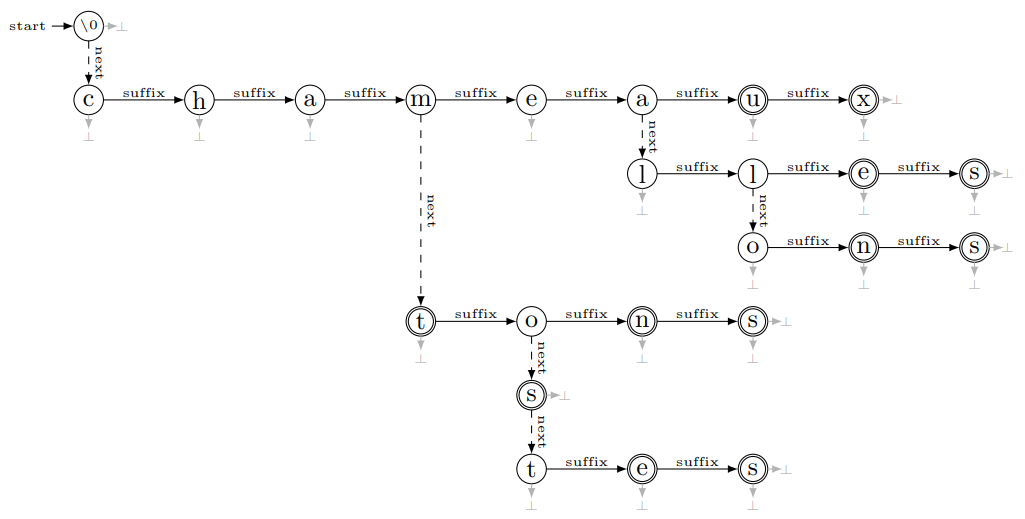 start \0 ⊥
next
c suffix h suffix a suffix m suffix e suffix a suffix u suffix x ⊥
⊥ ⊥ ⊥ ⊥ ⊥ ⊥
next
l suffix l suffix e suffix s ⊥
⊥ ⊥ ⊥
next next
o suffix n suffix s ⊥
⊥ ⊥ ⊥
t suffix o suffix n suffix s ⊥
⊥ ⊥ ⊥
next
s ⊥
next
t suffix e suffix s ⊥
⊥ ⊥ ⊥